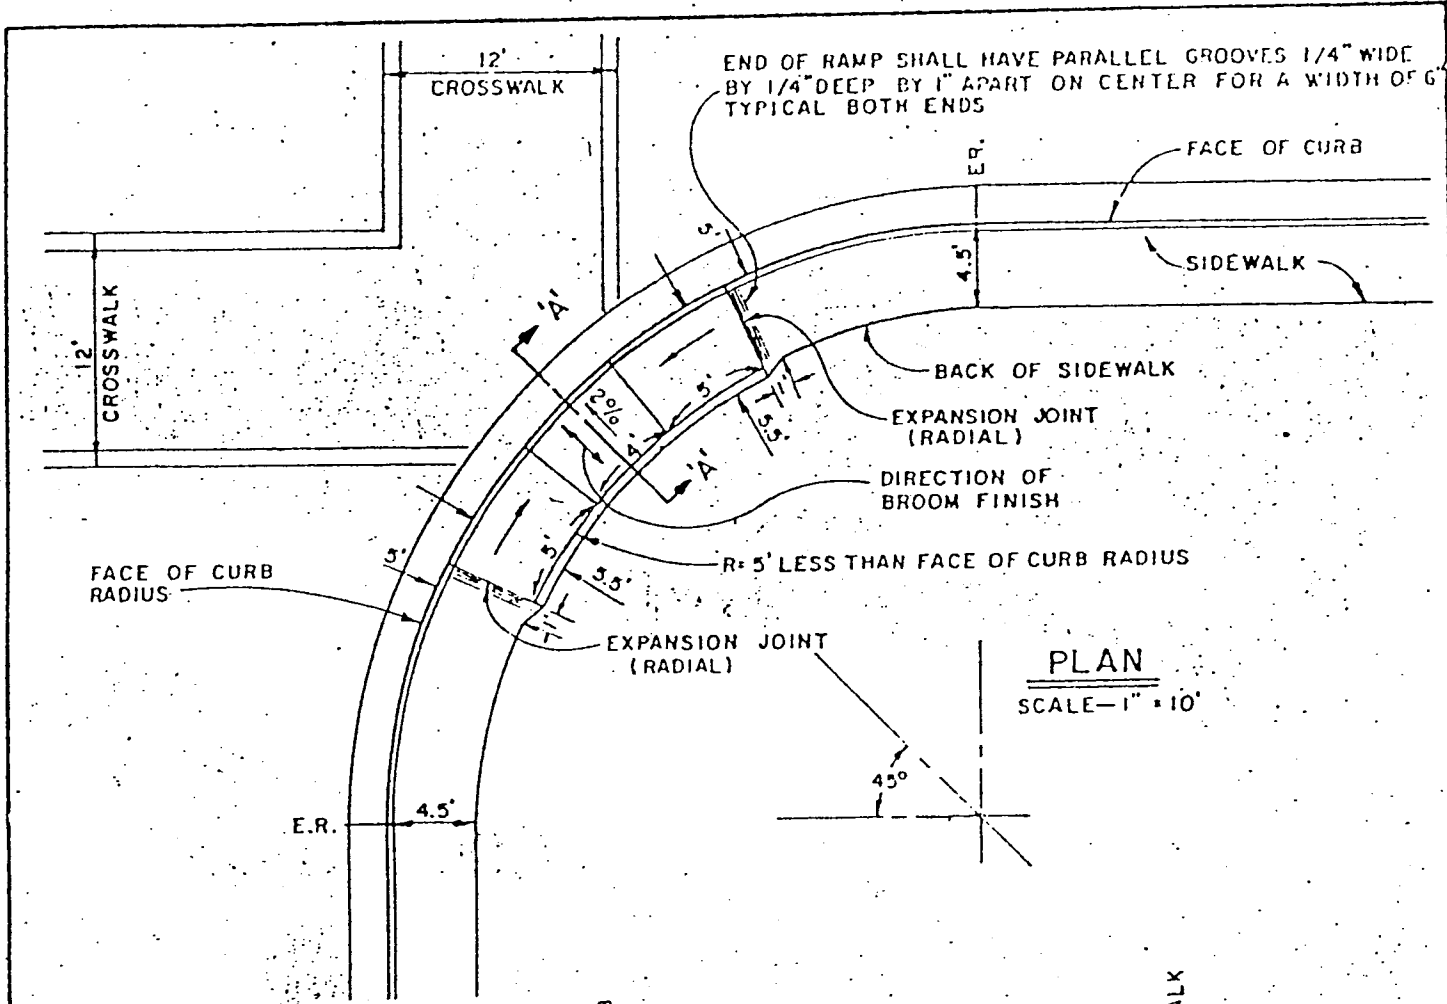 12'
CROSSWALK
END OF RAMP SHALL HAVE PARALLEL GROOVES 1/4" WIDE
BY 1/4" DEEP BY 1" APART ON CENTER FOR A WIDTH OF 6"
TYPICAL BOTH ENDS
E.R.
FACE OF CURB
5'
4.5'
SIDEWALK
'A'
12'
CROSSWALK
BACK OF SIDEWALK
5'
1'
2%
EXPANSION JOINT
(RADIAL)
5.5'
4'
'A'
DIRECTION OF
BROOM FINISH
5'
5'
R= 5' LESS THAN FACE OF CURB RADIUS
FACE OF CURB
RADIUS
5.5'
1'
EXPANSION JOINT
(RADIAL)
PLAN
SCALE—1" = 10'
45°
E.R.
4.5'
ALK